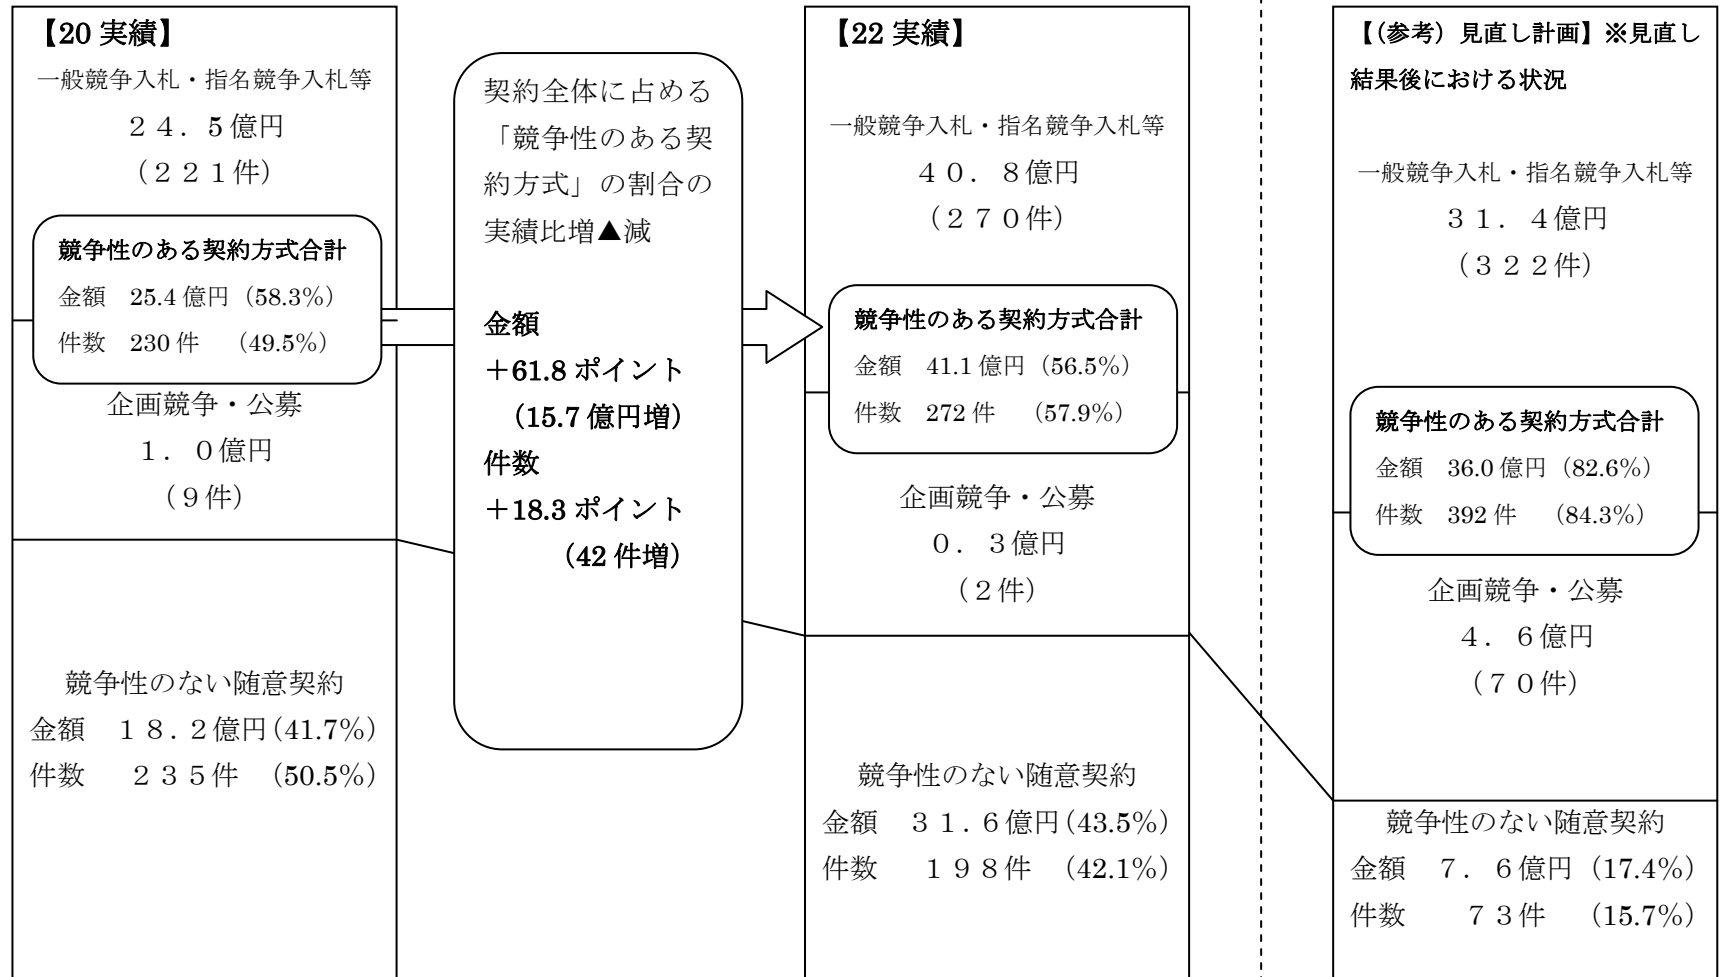 【20 実績】
一般競争入札・指名競争入札等
２４．５億円
（２２１件）
競争性のある契約方式合計
金額　25.4 億円（58.3％）
件数　230 件　（49.5％）
企画競争・公募
１．０億円
（９件）
競争性のない随意契約
金額　１８．２億円（41.7％）
件数　２３５件　（50.5％）
契約全体に占める
「競争性のある契
約方式」の割合の
実績比増▲減
金額
＋61.8 ポイント
（15.7 億円増）
件数
＋18.3 ポイント
（42 件増）
【22 実績】
一般競争入札・指名競争入札等
４０．８億円
（２７０件）
競争性のある契約方式合計
金額　41.1 億円（56.5％）
件数　272 件　（57.9％）
企画競争・公募
０．３億円
（２件）
競争性のない随意契約
金額　３１．６億円（43.5％）
件数　１９８件　（42.1％）
【（参考）見直し計画】※見直し
結果後における状況
一般競争入札・指名競争入札等
３１．４億円
（３２２件）
競争性のある契約方式合計
金額　36.0 億円（82.6％）
件数　392 件　（84.3％）
企画競争・公募
４．６億円
（７０件）
競争性のない随意契約
金額　７．６億円（17.4％）
件数　７３件　（15.7％）